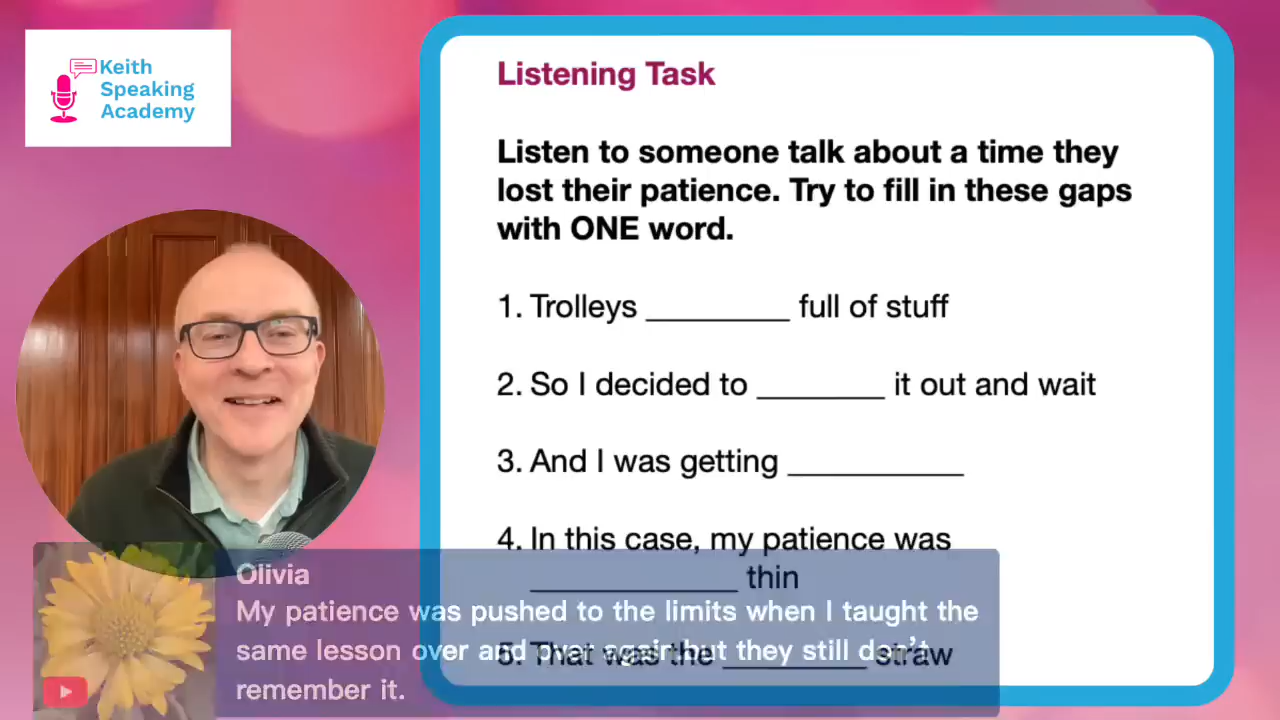 Keith
Speaking
Academy
Listening Task
Listen to someone talk about a time they
lost their patience. Try to fill in these gaps
with ONE word.
1. Trolleys _________ full of stuff
2. So I decided to ________ it out and wait
3. And I was getting ___________
4. In this case, my patience was
_____________ thin
5. That was the _________ straw
Olivia
My patience was pushed to the limits when I taught the
same lesson over and over again but they still don't
remember it.